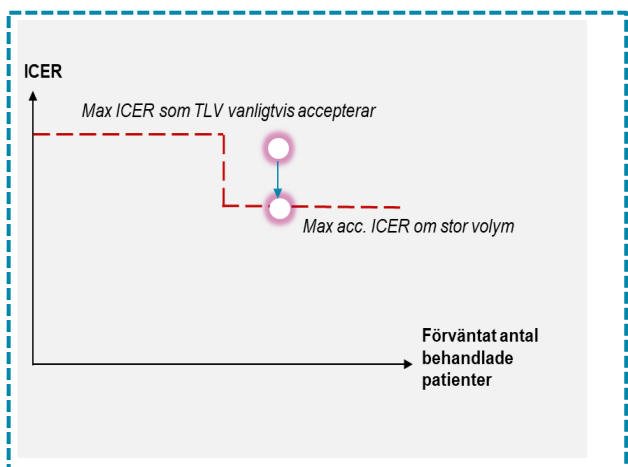 ICER
Max ICER som TLV vanligtvis accepterar
Max acc. ICER om stor volym
Förväntat antal
behandlade
patienter